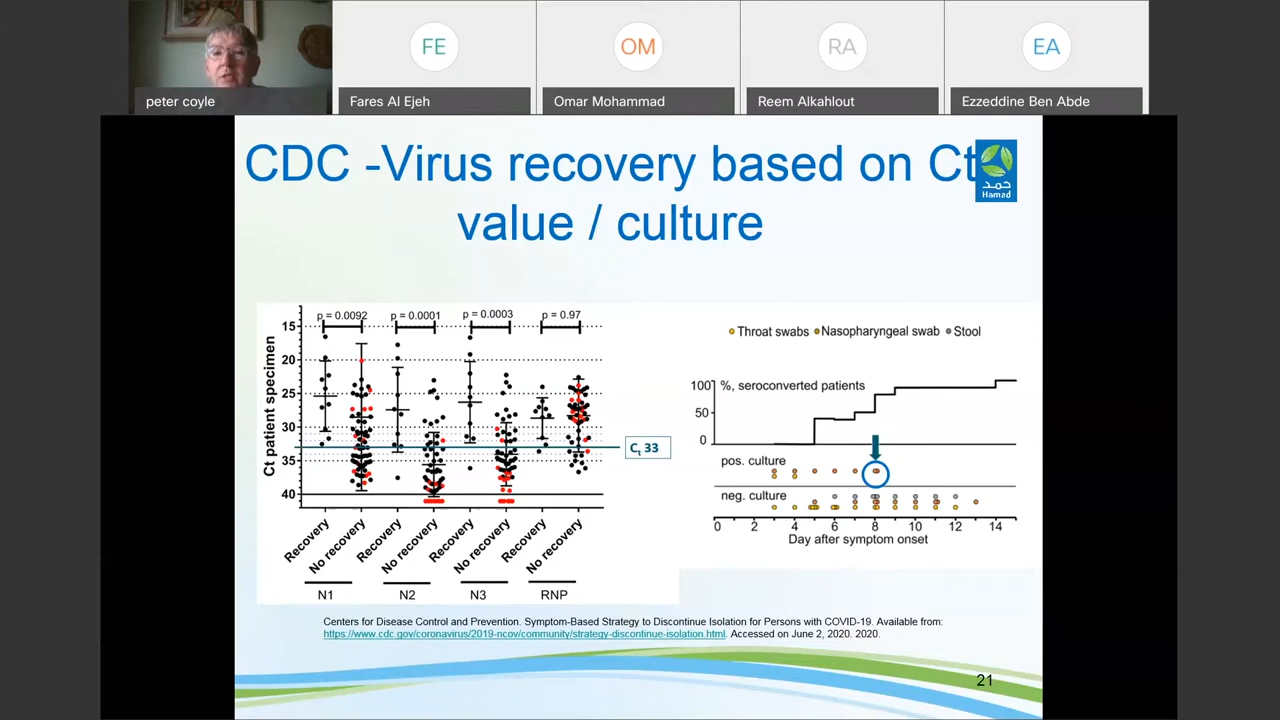 FE
OM
RA
EA
peter coyle
Fares Al Ejeh
Omar Mohammad
Reem Alkahlout
Ezzeddine Ben Abde
CDC -Virus recovery based on Ct
value / culture
حمد
Hamad
p = 0.0092
p = 0.0001
p = 0.0003
p = 0.97
Ct patient specimen
15
20
25
30
35
40
Ct 33
Recovery
No recovery
Recovery
No recovery
Recovery
No recovery
Recovery
No recovery
N1
N2
N3
RNP
Throat swabs
Nasopharyngeal swab
Stool
100
%, seroconverted patients
50
0
pos. culture
neg. culture
0 2 4 6 8 10 12 14
Day after symptom onset
Centers for Disease Control and Prevention. Symptom-Based Strategy to Discontinue Isolation for Persons with COVID-19. Available from:
https://www.cdc.gov/coronavirus/2019-ncov/community/strategy-discontinue-isolation.html. Accessed on June 2, 2020. 2020.
21